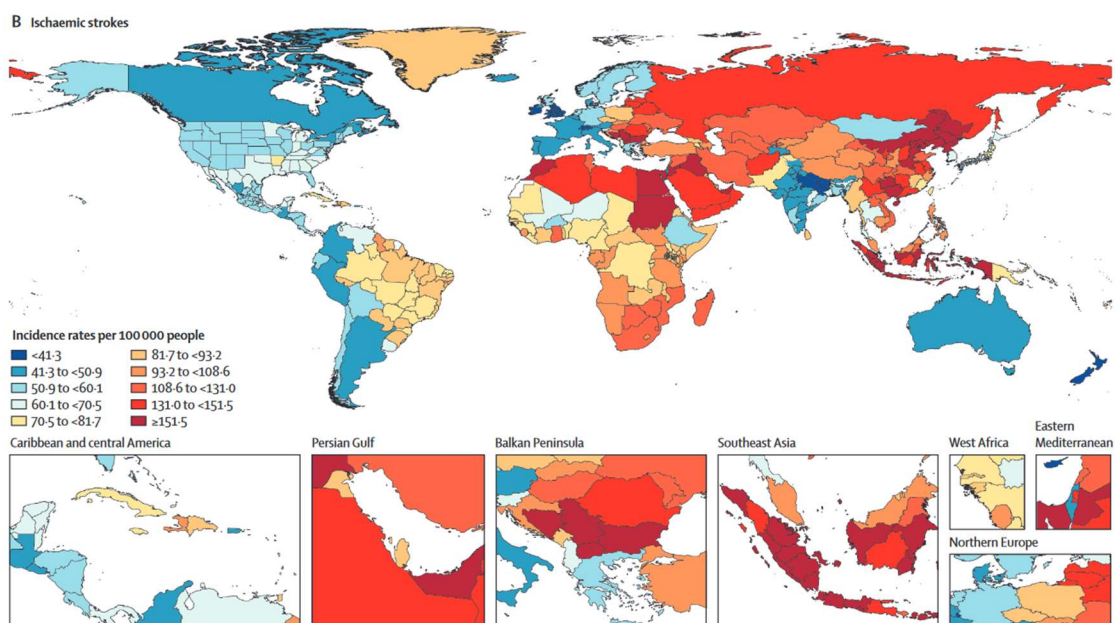 B Ischaemic strokes
Incidence rates per 100 000 people
<41·3
41·3 to <50·9
50·9 to <60·1
60·1 to <70·5
70·5 to <81·7
81·7 to <93·2
93·2 to <108·6
108·6 to <131·0
131·0 to <151·5
≥151·5
Caribbean and central America
Persian Gulf
Balkan Peninsula
Southeast Asia
West Africa
Eastern
Mediterranean
Northern Europe